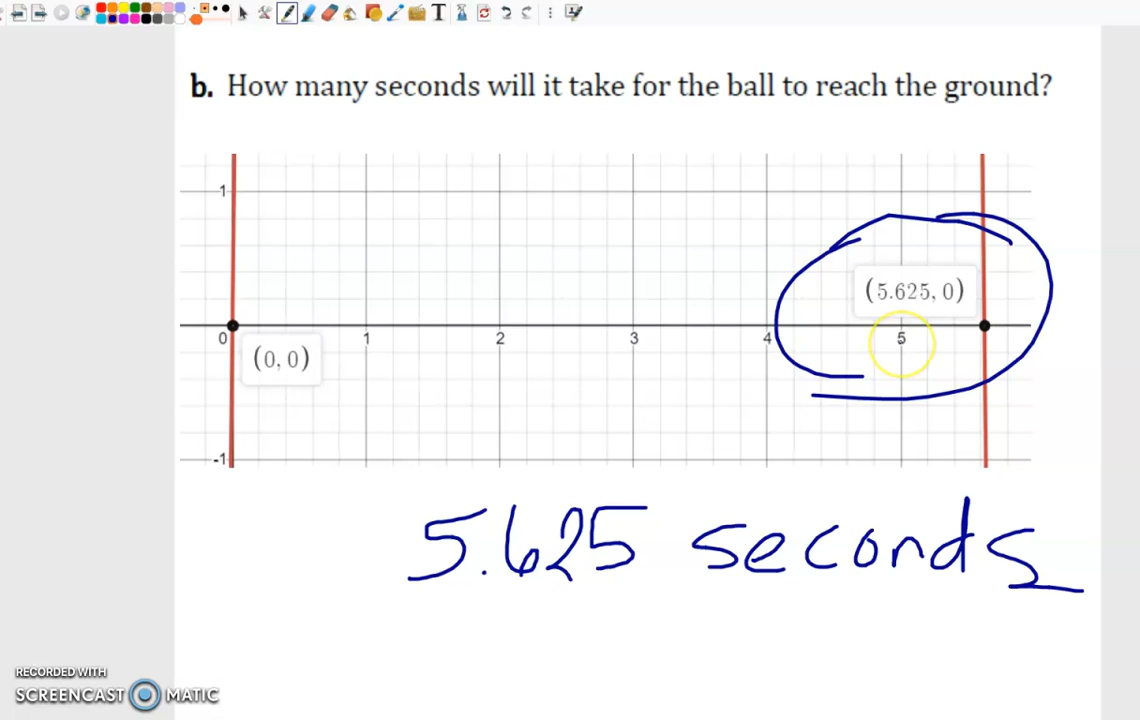 b. How many seconds will it take for the ball to reach the ground?
1
(5.625, 0)
0 1 2 3 4 5
(0, 0)
-1
5.625 seconds
RECORDED WITH
SCREENCAST MATIC